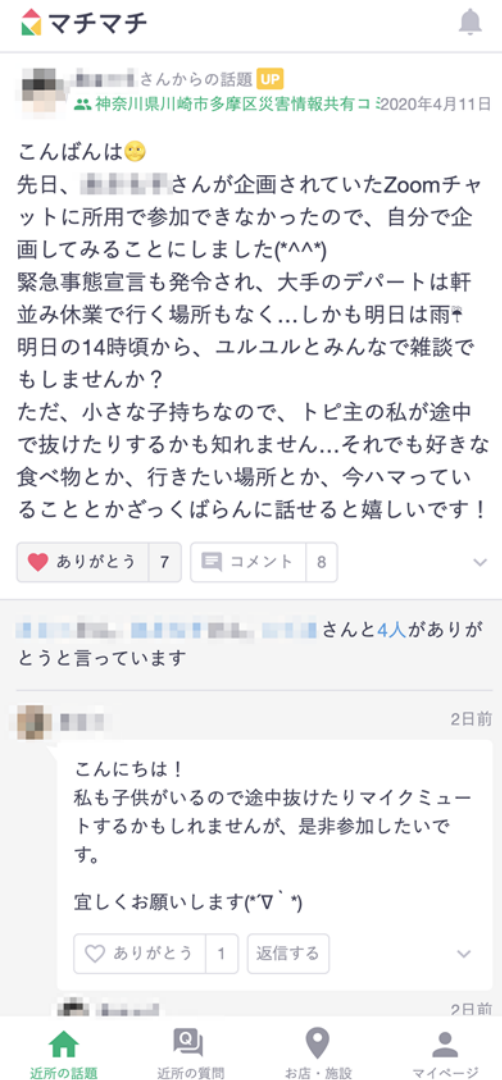 マチマチ
さんからの話題 UP
神奈川県川崎市多摩区災害情報共有コミ2020年4月11日
こんばんは🌝
先日、さんが企画されていたZoomチャ
ットに所用で参加できなかったので、自分で企
画してみることにしました(*^^*)
緊急事態宣言も発令され、大手のデパートは軒
並み休業で行く場所もなく…しかも明日は雨☔
明日の14時頃から、ユルユルとみんなで雑談で
もしませんか？
ただ、小さな子持ちなので、トピ主の私が途中
で抜けたりするかも知れません…それでも好きな
食べ物とか、行きたい場所とか、今ハマってい
ることとかざっくばらんに話せると嬉しいです！
ありがとう 7 コメント 8
さんと4人がありが
とうと言っています
2日前
こんにちは！
私も子供がいるので途中抜けたりマイクミュー
トするかもしれませんが、是非参加したいで
す。
宜しくお願いします(*´∇｀*)
ありがとう 1 返信する
2日前
近所の話題 近所の質問 お店・施設 マイページ